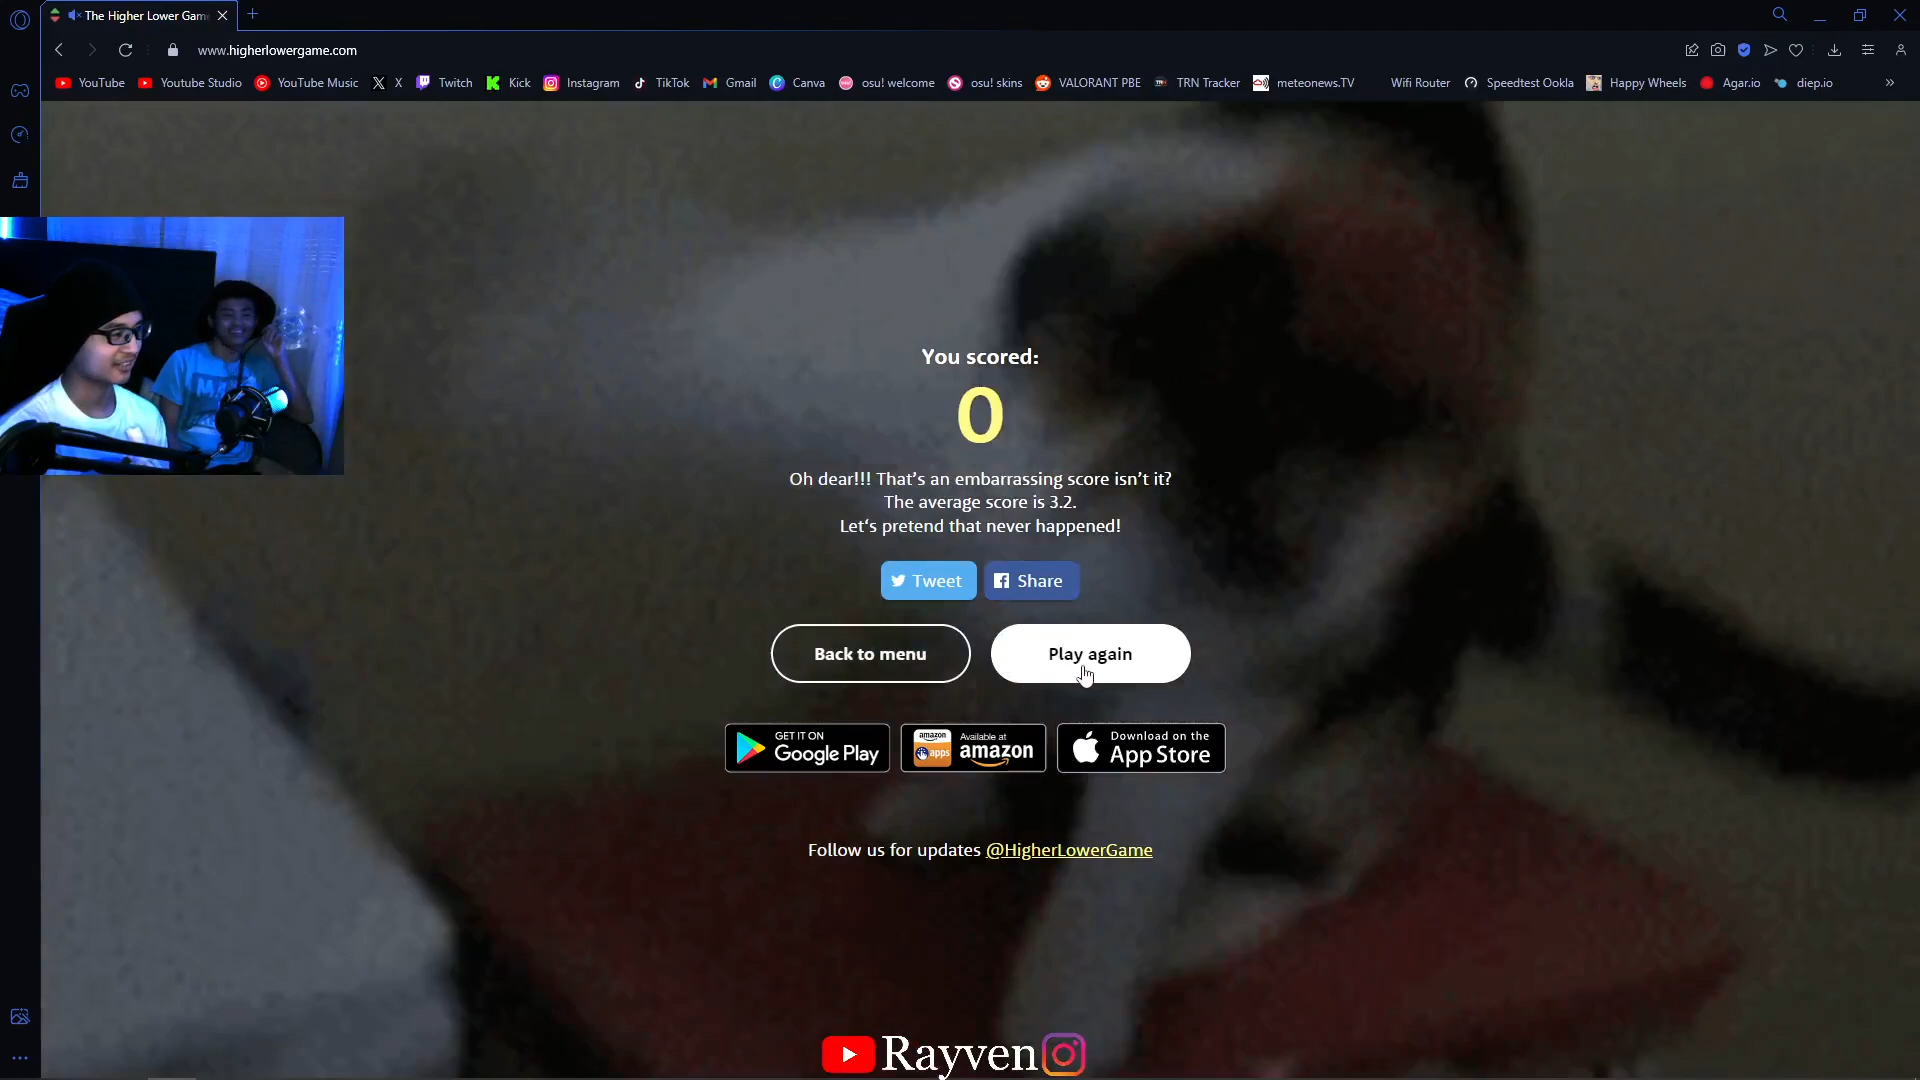 The Higher Lower Gam
www.higherlowergame.com
YouTube
Youtube Studio
YouTube Music
X
Twitch
Kick
Instagram
TikTok
Gmail
Canva
osu! welcome
osu! skins
VALORANT PBE
TRN Tracker
meteonews.TV
Wifi Router
Speedtest Ookla
Happy Wheels
Agar.io
diep.io
You scored:
0
Oh dear!!! That's an embarrassing score isn't it?
The average score is 3.2.
Let's pretend that never happened!
Tweet
Share
Back to menu
Play again
GET IT ON
Google Play
amazon
apps
Available at
amazon
Download on the
App Store
Follow us for updates @HigherLowerGame
Rayven